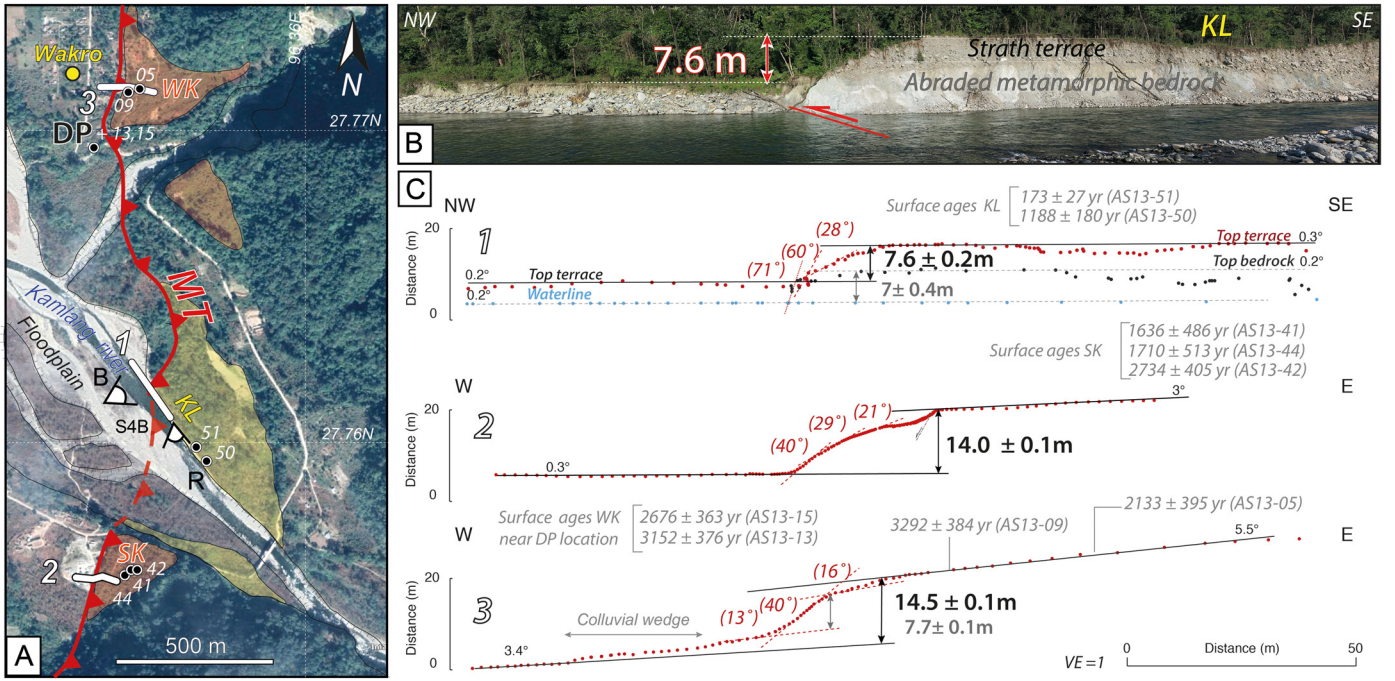 Wakro
96.36E
N
05
WK
3
09
DP
13,15
27.77N
MT
Kamlang river
Floodplain
1
B
KL
S4B
51
50
27.76N
R
SK
2
42
41
44
500 m
A
NW
KL
SE
7.6 m
Strath terrace
Abraded metamorphic bedrock
B
C
NW
SE
Surface ages KL
173 ± 27 yr (AS13-51)
1188 ± 180 yr (AS13-50)
1
Distance (m)
20
0
(28°)
(60°)
(71°)
Top terrace
0.3°
7.6 ± 0.2m
Top bedrock
0.2°
0.2°
Top terrace
7± 0.4m
0.2°
Waterline
Surface ages SK
1636 ± 486 yr (AS13-41)
1710 ± 513 yr (AS13-44)
2734 ± 405 yr (AS13-42)
W
E
2
Distance (m)
20
0
3°
(21°)
(29°)
(40°)
14.0 ± 0.1m
0.3°
Surface ages WK
near DP location
2676 ± 363 yr (AS13-15)
3152 ± 376 yr (AS13-13)
3292 ± 384 yr (AS13-09)
2133 ± 395 yr (AS13-05)
W
E
3
Distance (m)
20
0
5.5°
(16°)
(40°)
(13°)
14.5 ± 0.1m
7.7± 0.1m
Colluvial wedge
3.4°
VE =1
0
Distance (m)
50